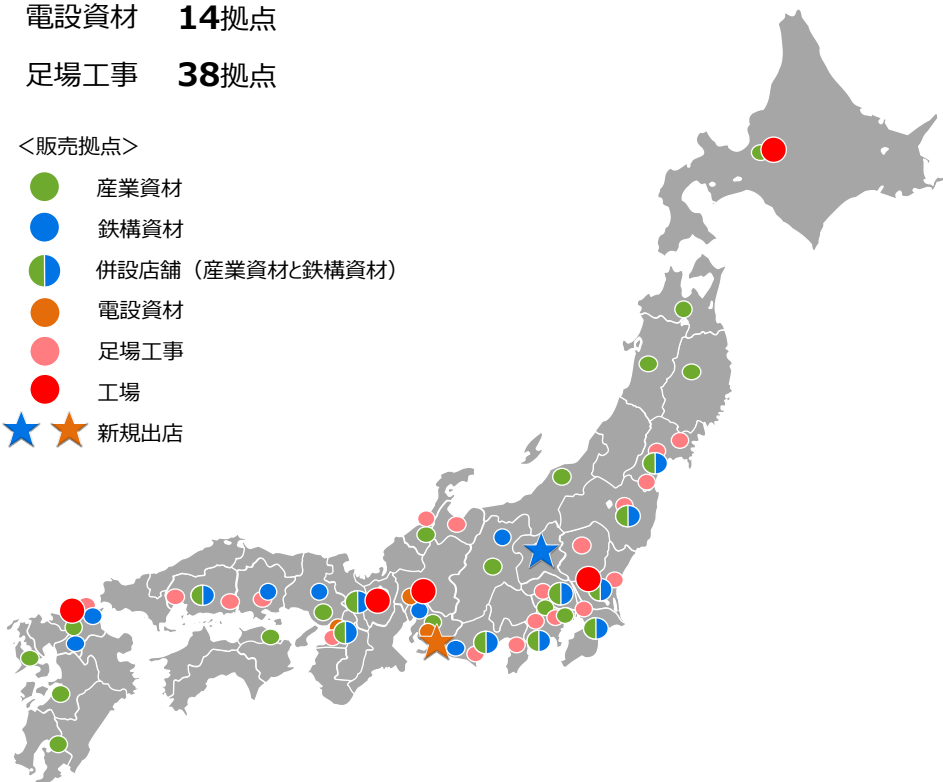 電設資材 14拠点
足場工事 38拠点
＜販売拠点＞
産業資材
鉄構資材
併設店舗（産業資材と鉄構資材）
電設資材
足場工事
工場
新規出店